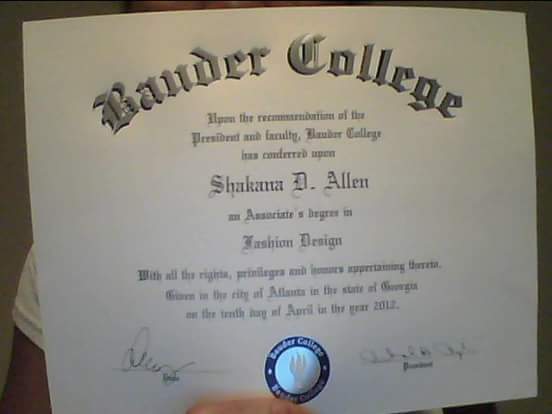 Bauder College
Upon the recommendation of the
President and faculty, Bauder College
has conferred upon
Shakana D. Allen
an Associate's degree in
Fashion Design
With all the rights, privileges and honors appertaining thereto.
Given in the city of Atlanta in the state of Georgia
on the tenth day of April in the year 2012.
President
Bauder College
Bauder College